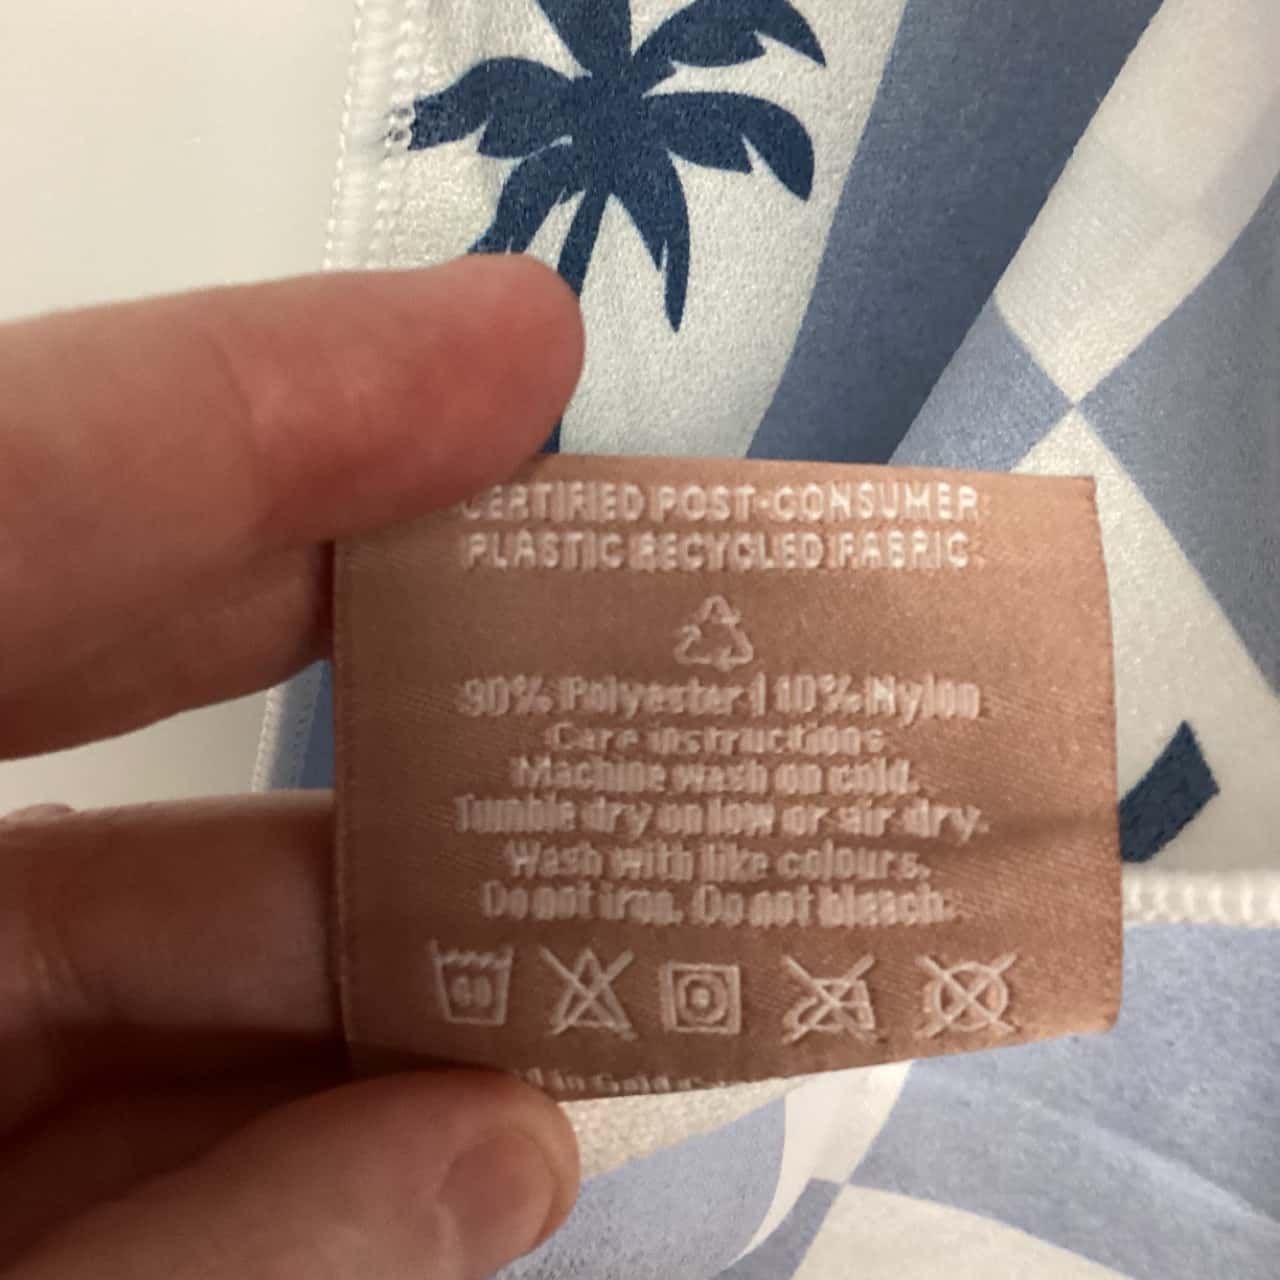 CERTIFIED POST-CONSUMER
PLASTIC RECYCLED FABRIC
90% Polyester | 10% Nylon
Care instructions
Machine wash on cold.
Tumble dry on low or air dry.
Wash with like colours.
Do not iron. Do not bleach.